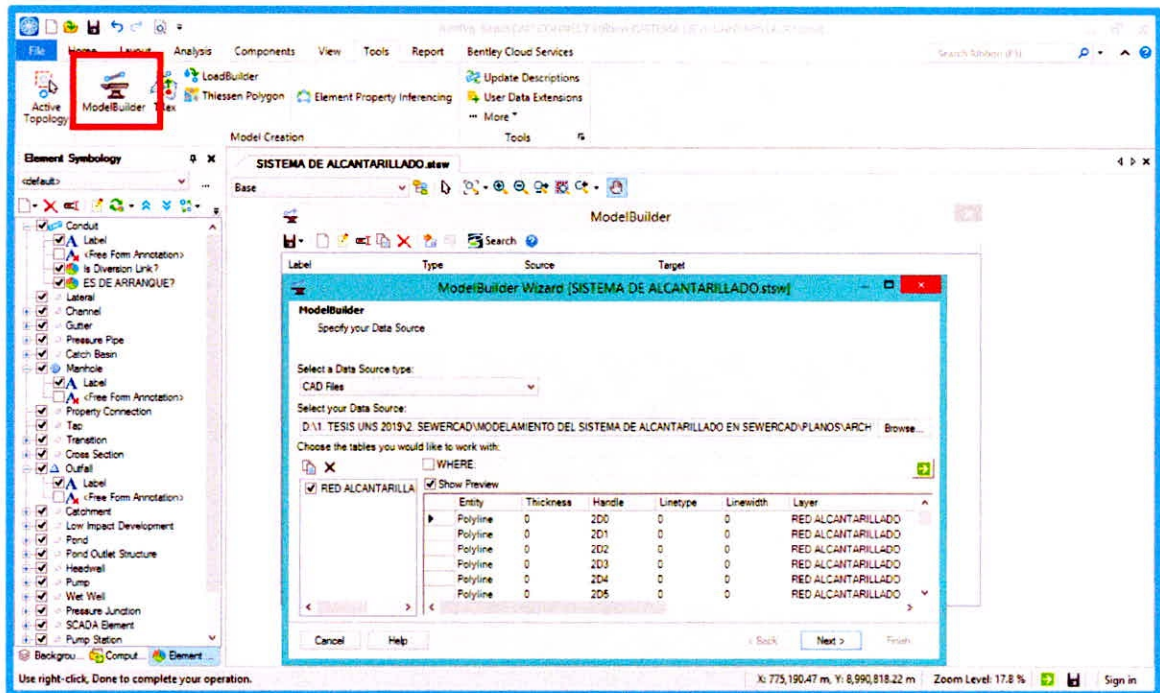 File Home Layout Analysis Components View Tools Report Bentley Cloud Services
Active Topology
ModelBuilder
LoadBuilder
Thiessen Polygon
Element Property Inferencing
Update Descriptions
User Data Extensions
More
Model Creation
Tools
Element Symbology
<default>
Conduit
Label
<Free Form Annotation>
Is Diversion Link?
ES DE ARRANQUE?
Lateral
Channel
Gutter
Pressure Pipe
Catch Basin
Manhole
Label
<Free Form Annotation>
Property Connection
Tap
Transition
Cross Section
Outfall
Label
<Free Form Annotation>
Catchment
Low Impact Development
Pond
Pond Outlet Structure
Headwall
Pump
Wet Well
Pressure Junction
SCADA Element
Pump Station
Backgrou... Comput... Element ...
SISTEMA DE ALCANTARILLADO.stsw
Base
ModelBuilder
Search
Label Type Source Target
ModelBuilder Wizard [SISTEMA DE ALCANTARILLADO.stsw]
ModelBuilder
Specify your Data Source
Select a Data Source type:
CAD Files
Select your Data Source:
D:\1. TESIS UNS 2019\2. SEWERCAD\MODELAMIENTO DEL SISTEMA DE ALCANTARILLADO EN SEWERCAD\PLANOS\ARCH Browse...
Choose the tables you would like to work with:
WHERE:
RED ALCANTARILLA
Show Preview
Entity Thickness Handle Linetype Linewidth Layer
Polyline 0 2D0 0 0 RED ALCANTARILLADO
Polyline 0 2D1 0 0 RED ALCANTARILLADO
Polyline 0 2D2 0 0 RED ALCANTARILLADO
Polyline 0 2D3 0 0 RED ALCANTARILLADO
Polyline 0 2D4 0 0 RED ALCANTARILLADO
Polyline 0 2D5 0 0 RED ALCANTARILLADO
Cancel Help < Back Next > Finish
Use right-click, Done to complete your operation.
X: 775,190.47 m, Y: 8,990,818.22 m Zoom Level: 17.8 % Sign in